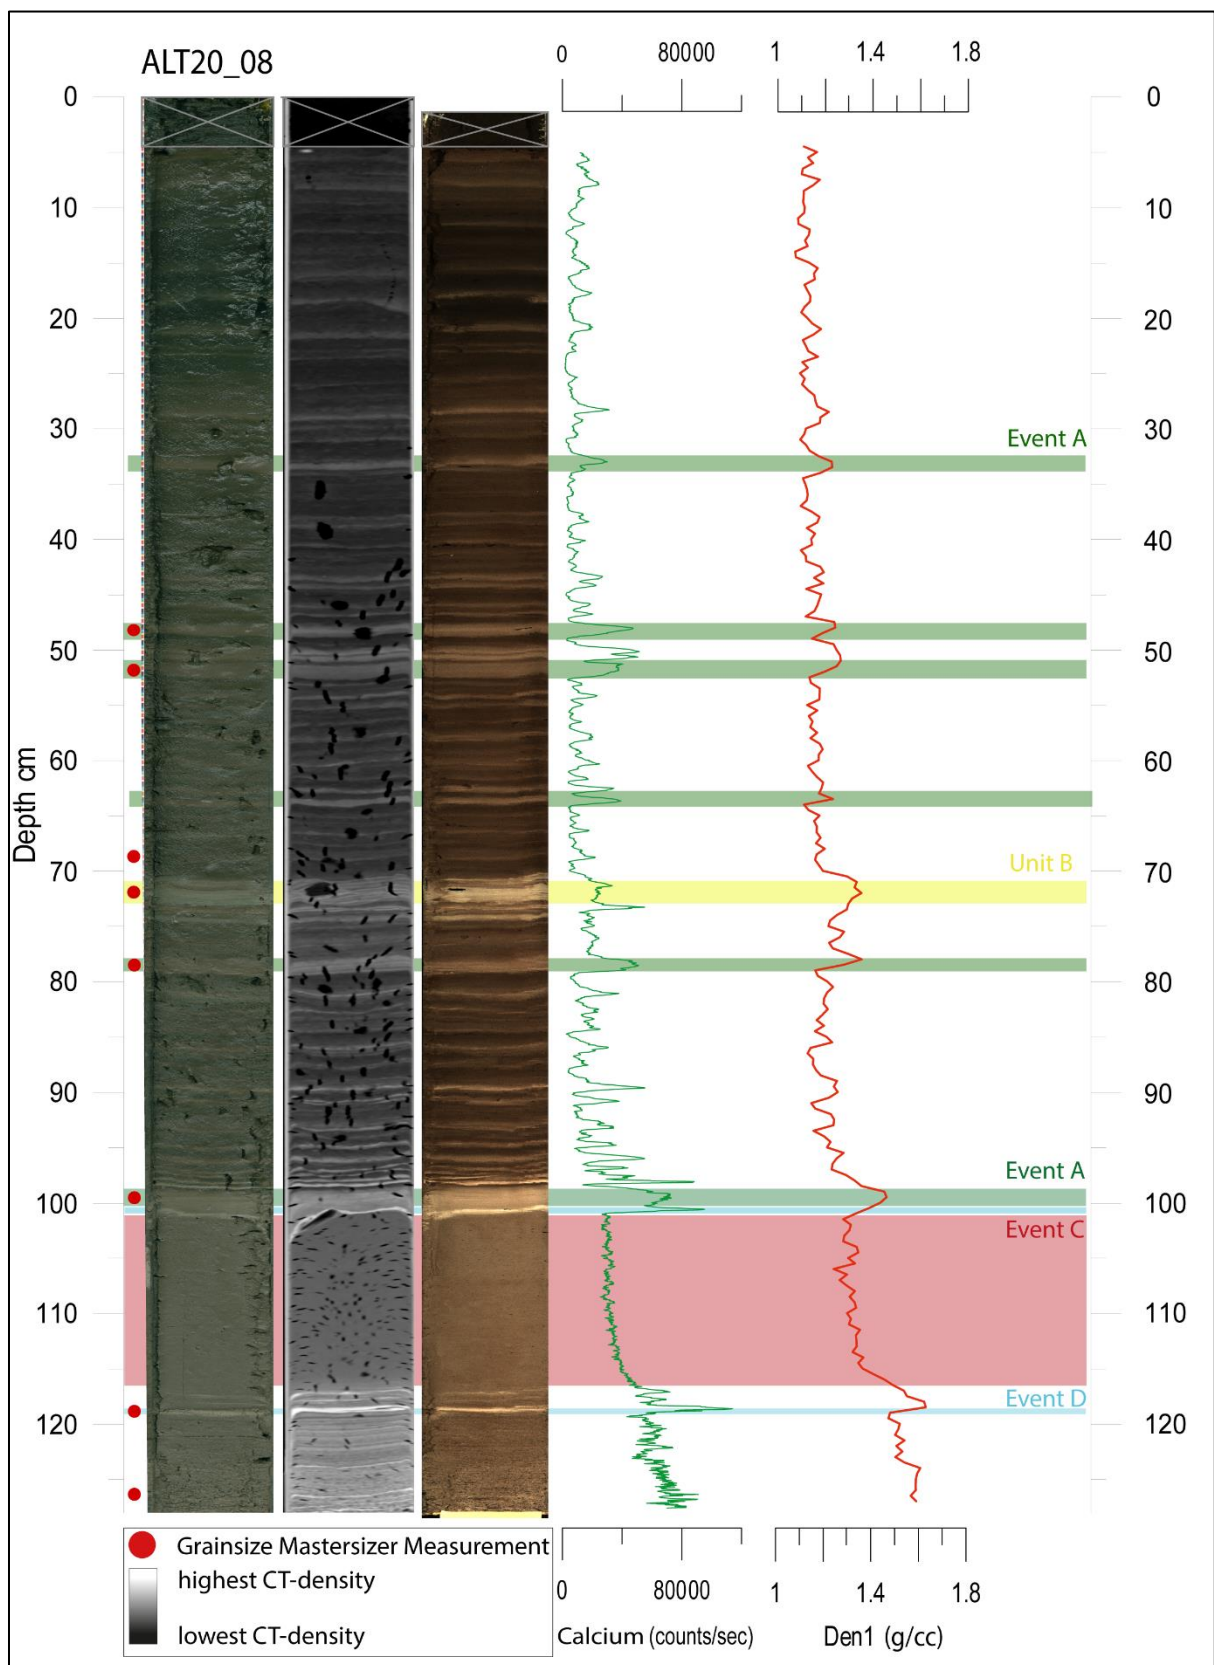 ALT20_08
0 80000 1 1.4 1.8
0 0
10 10
20 20
30 30
Event A
40 40
50 50
60 60
Depth cm
70 70
Unit B
80 80
90 90
Event A
100 100
Event C
110 110
Event D
120 120
Grainsize Mastersizer Measurement
highest CT-density
lowest CT-density
0 80000 1 1.4 1.8
Calcium (counts/sec) Den1 (g/cc)